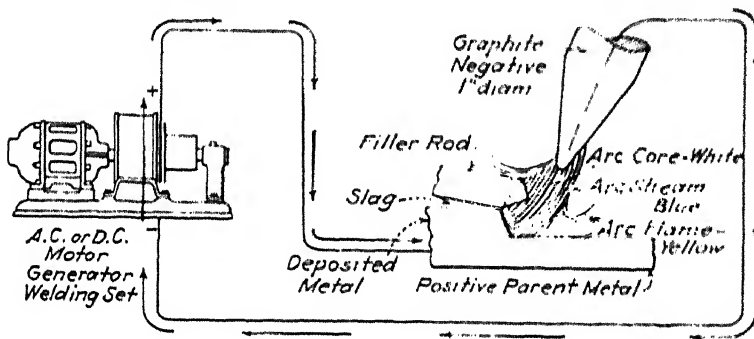 Graphite
Negative
1" diam
+
Filler Rod
Arc Core-White
Slag
Arc Stream
Blue
Arc Flame-
Yellow
-
A.C. or D.C.
Motor
Generator
Welding Set
Deposited
Metal
Positive Parent Metal